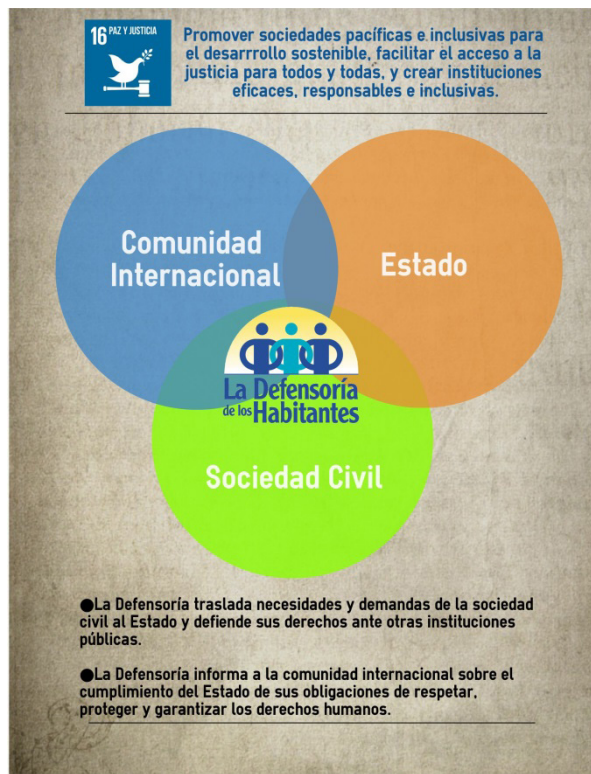 16 PAZ Y JUSTICIA
Promover sociedades pacíficas e inclusivas para
el desarrrollo sostenible, facilitar el acceso a la
justicia para todos y todas, y crear instituciones
eficaces, responsables e inclusivas.
Comunidad
Internacional
Estado
La Defensoría
de los Habitantes
Sociedad Civil
●La Defensoría traslada necesidades y demandas de la sociedad
civil al Estado y defiende sus derechos ante otras instituciones
públicas.
●La Defensoría informa a la comunidad internacional sobre el
cumplimiento del Estado de sus obligaciones de respetar,
proteger y garantizar los derechos humanos.